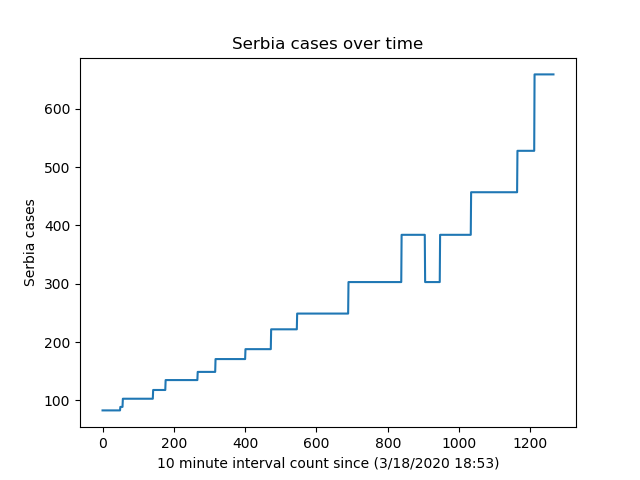 Serbia cases over time
600
500
400
300
200
100
Serbia cases
0 200 400 600 800 1000 1200
10 minute interval count since (3/18/2020 18:53)